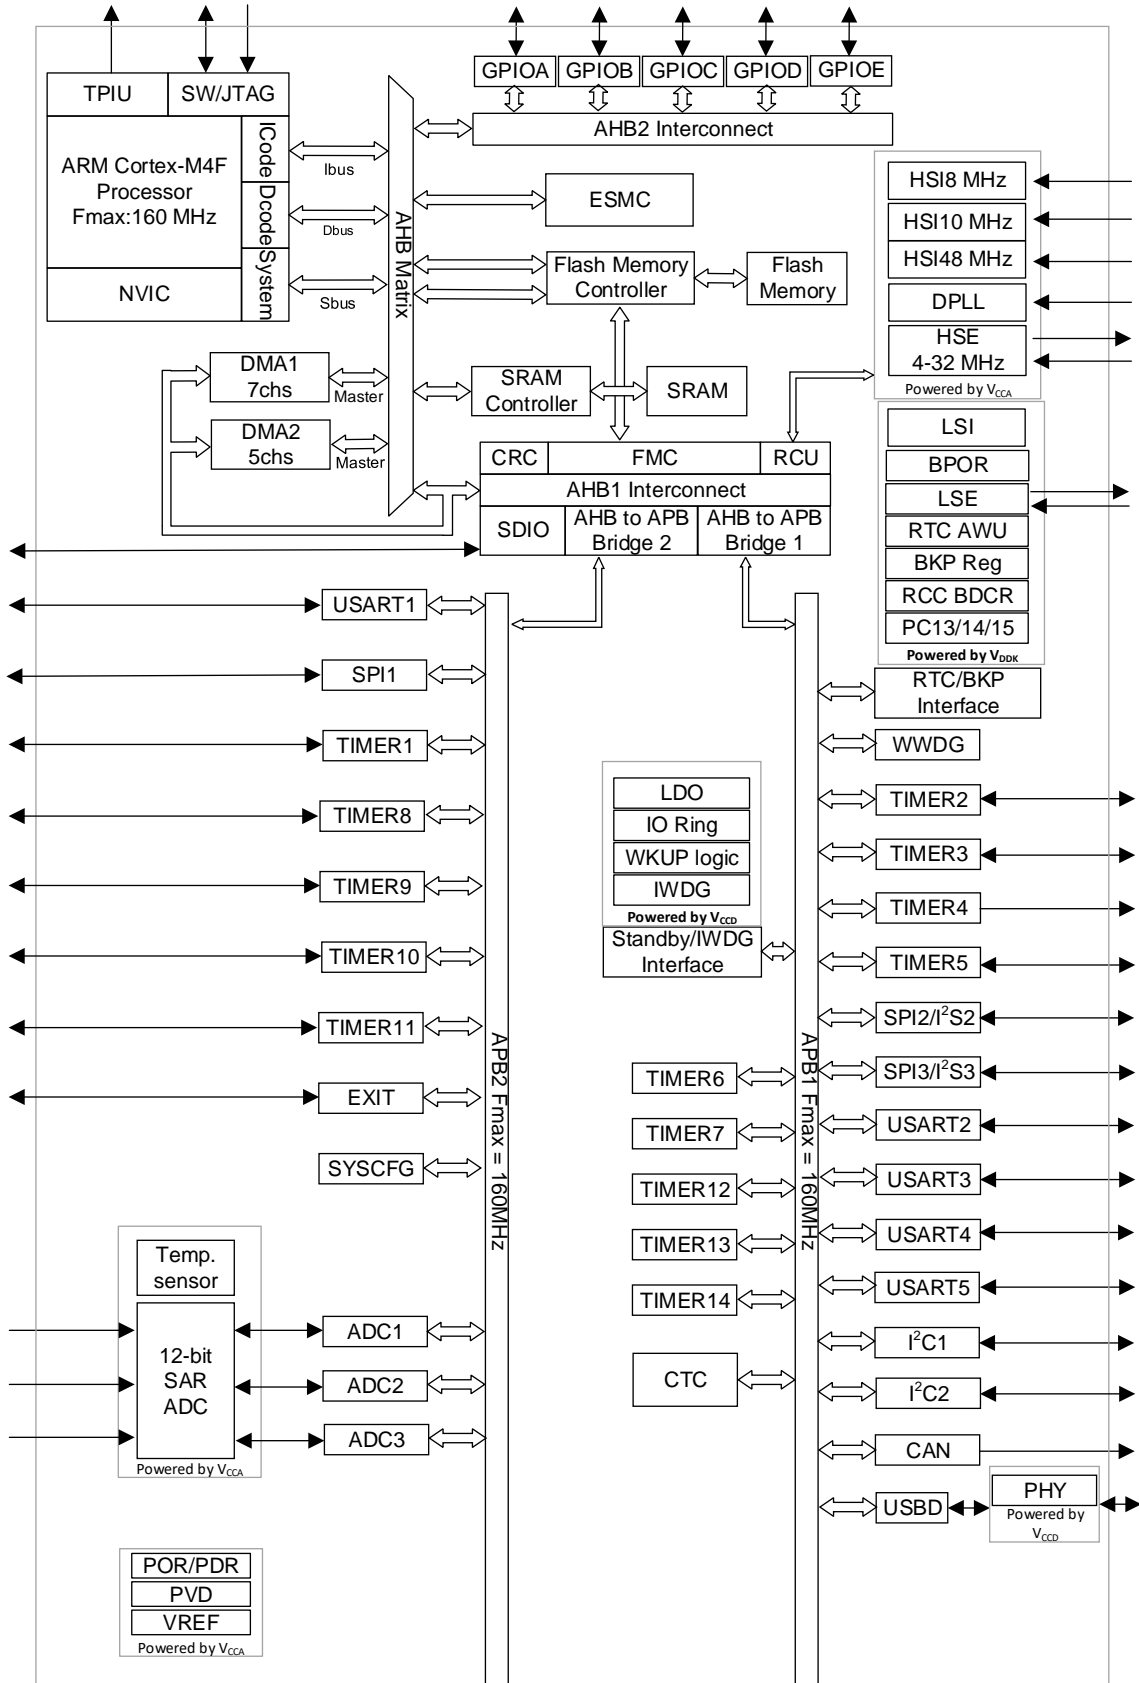 GPIOA
GPIOB
GPIOC
GPIOD
GPIOE
TPIU
SW/JTAG
AHB2 Interconnect
ARM Cortex-M4F
Processor
Fmax:160 MHz
ICode
Dcode
System
NVIC
Ibus
Dbus
Sbus
AHB Matrix
ESMC
Flash Memory
Controller
Flash
Memory
HSI8 MHz
HSI10 MHz
HSI48 MHz
DPLL
HSE
4-32 MHz
Powered by VCCA
DMA1
7chs
Master
DMA2
5chs
Master
SRAM
Controller
SRAM
CRC
FMC
RCU
AHB1 Interconnect
SDIO
AHB to APB
Bridge 2
AHB to APB
Bridge 1
LSI
BPOR
LSE
RTC AWU
BKP Reg
RCC BDCR
PC13/14/15
Powered by VDDK
RTC/BKP
Interface
USART1
SPI1
TIMER1
TIMER8
TIMER9
TIMER10
TIMER11
EXIT
SYSCFG
APB2 Fmax = 160MHz
Temp.
sensor
12-bit
SAR
ADC
Powered by VCCA
ADC1
ADC2
ADC3
POR/PDR
PVD
VREF
Powered by VCCA
LDO
IO Ring
WKUP logic
IWDG
Powered by VCCD
Standby/IWDG
Interface
TIMER6
TIMER7
TIMER12
TIMER13
TIMER14
CTC
APB1 Fmax = 160MHz
WWDG
TIMER2
TIMER3
TIMER4
TIMER5
SPI2/I²S2
SPI3/I²S3
USART2
USART3
USART4
USART5
I²C1
I²C2
CAN
USBD
PHY
Powered by
VCCD